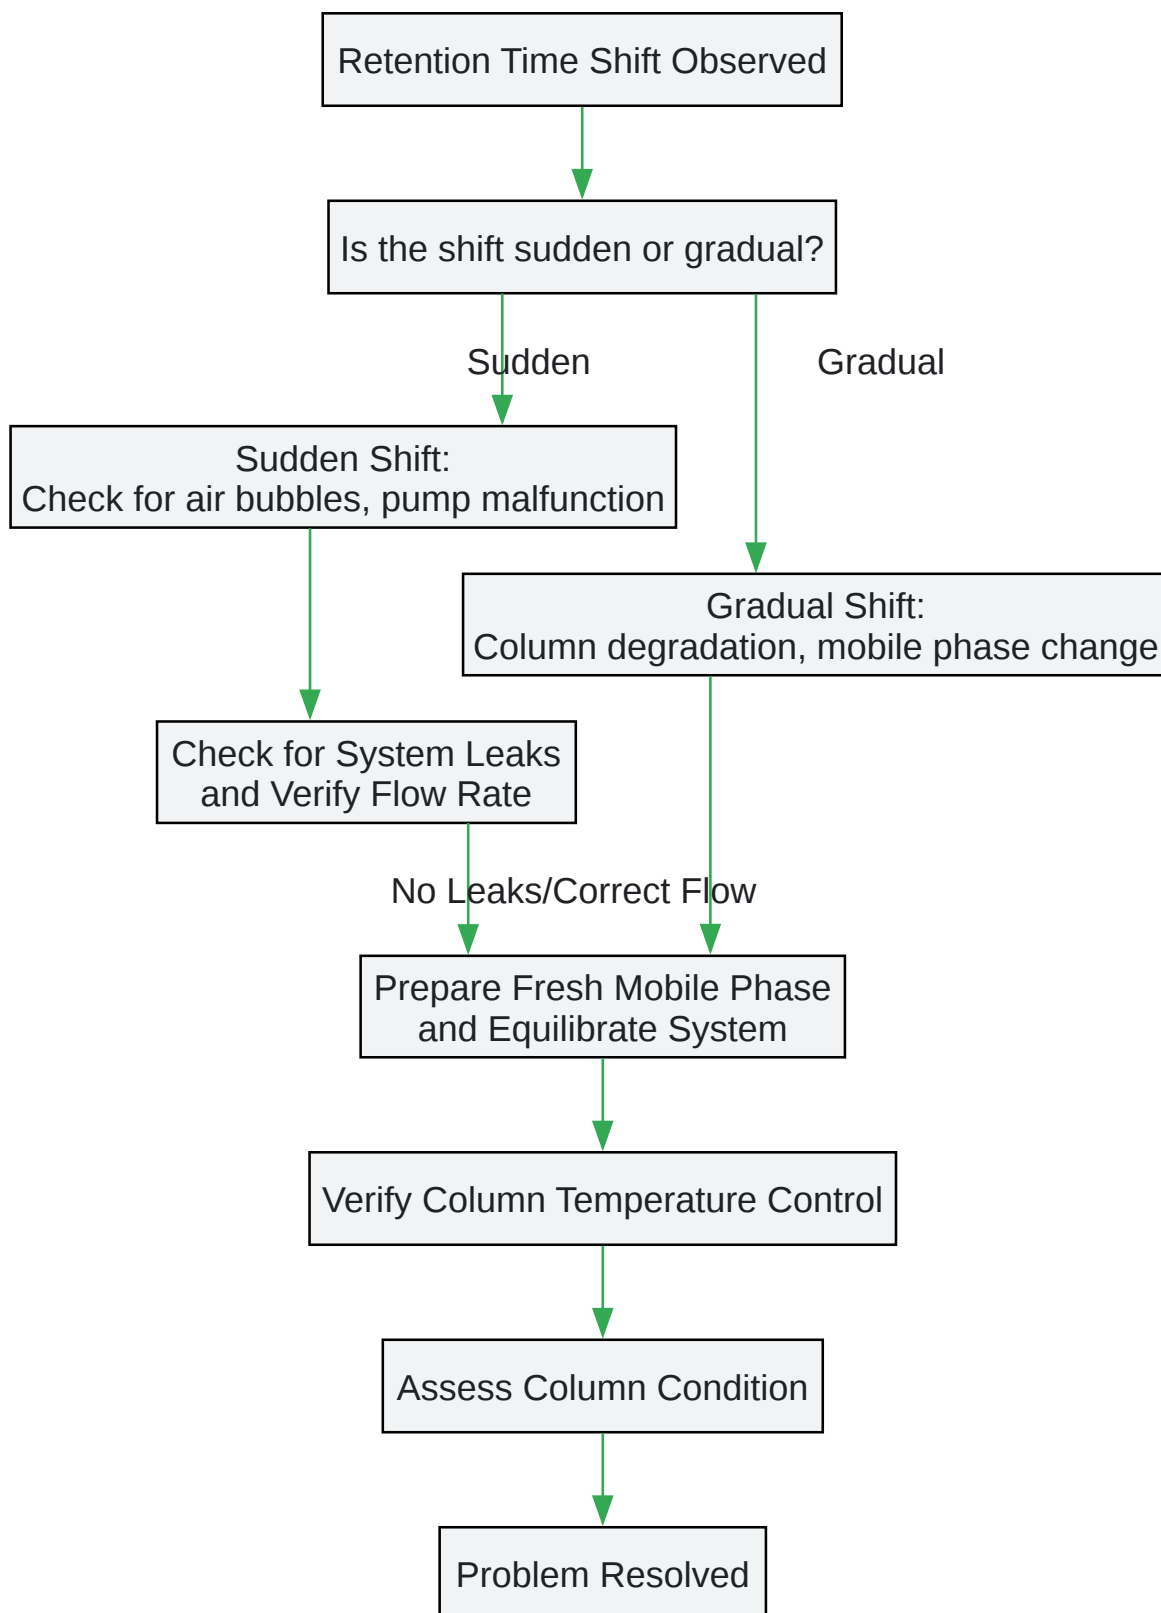 Retention Time Shift Observed
Is the shift sudden or gradual?
Sudden
Gradual
Sudden Shift:
Check for air bubbles, pump malfunction
Gradual Shift:
Column degradation, mobile phase change
Check for System Leaks
and Verify Flow Rate
No Leaks/Correct Flow
Prepare Fresh Mobile Phase
and Equilibrate System
Verify Column Temperature Control
Assess Column Condition
Problem Resolved